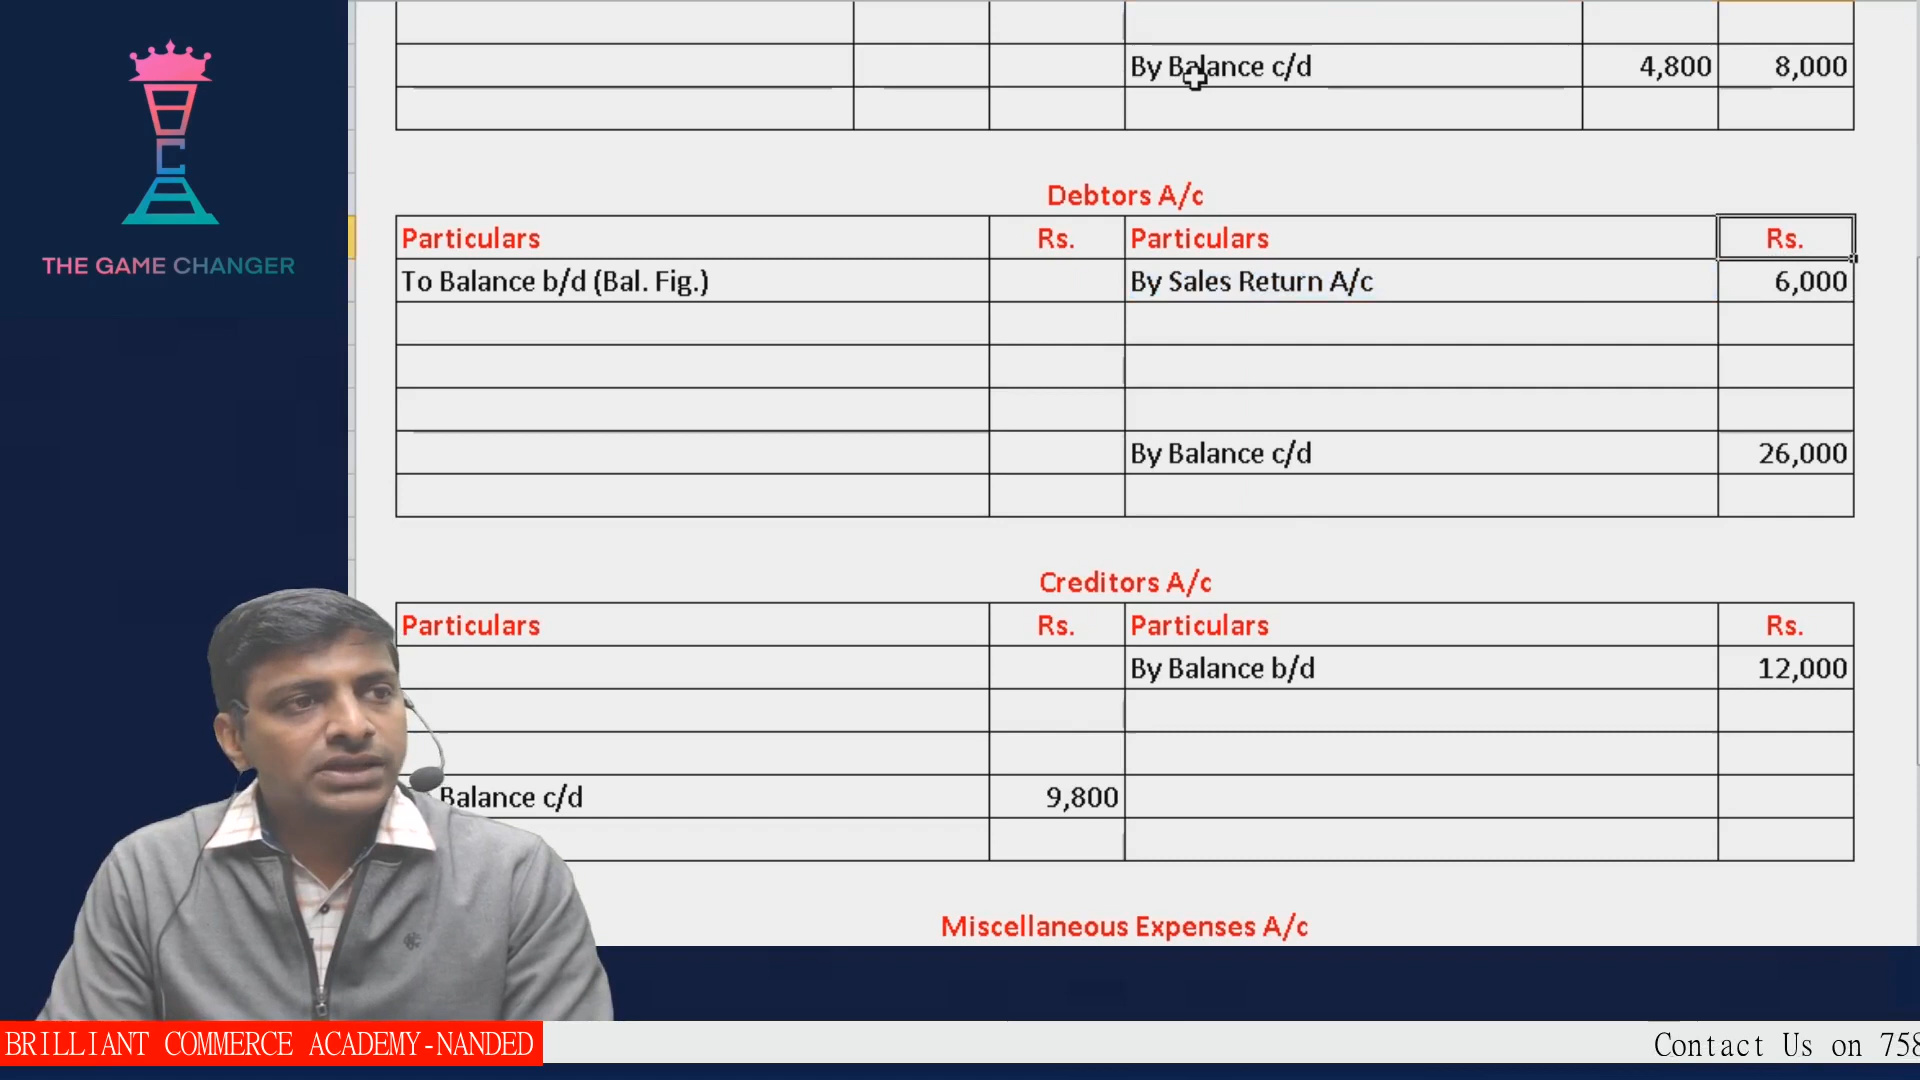 THE GAME CHANGER
By Balance c/d 4,800 8,000
Debtors A/c
Particulars Rs. Particulars Rs.
To Balance b/d (Bal. Fig.) By Sales Return A/c 6,000
By Balance c/d 26,000
Creditors A/c
Particulars Rs. Particulars Rs.
By Balance b/d 12,000
Balance c/d 9,800
Miscellaneous Expenses A/c
BRILLIANT COMMERCE ACADEMY-NANDED
Contact Us on 758